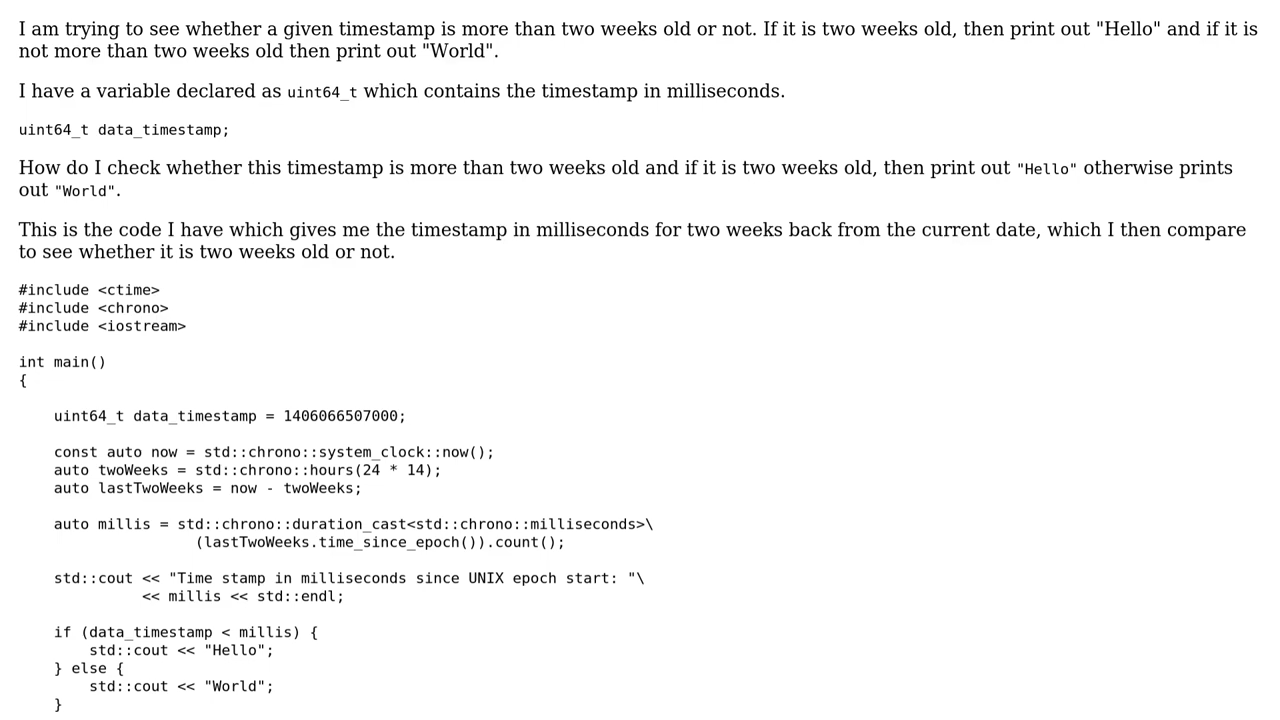 I am trying to see whether a given timestamp is more than two weeks old or not. If it is two weeks old, then print out "Hello" and if it is
not more than two weeks old then print out "World".
I have a variable declared as uint64_t which contains the timestamp in milliseconds.
uint64_t data_timestamp;
How do I check whether this timestamp is more than two weeks old and if it is two weeks old, then print out "Hello" otherwise prints
out "World".
This is the code I have which gives me the timestamp in milliseconds for two weeks back from the current date, which I then compare
to see whether it is two weeks old or not.
#include <ctime>
#include <chrono>
#include <iostream>
int main()
{
    uint64_t data_timestamp = 1406066507000;
    const auto now = std::chrono::system_clock::now();
    auto twoWeeks = std::chrono::hours(24 * 14);
    auto lastTwoWeeks = now - twoWeeks;
    auto millis = std::chrono::duration_cast<std::chrono::milliseconds>\
                    (lastTwoWeeks.time_since_epoch()).count();
    std::cout << "Time stamp in milliseconds since UNIX epoch start: "\
              << millis << std::endl;
    if (data_timestamp < millis) {
        std::cout << "Hello";
    } else {
        std::cout << "World";
    }